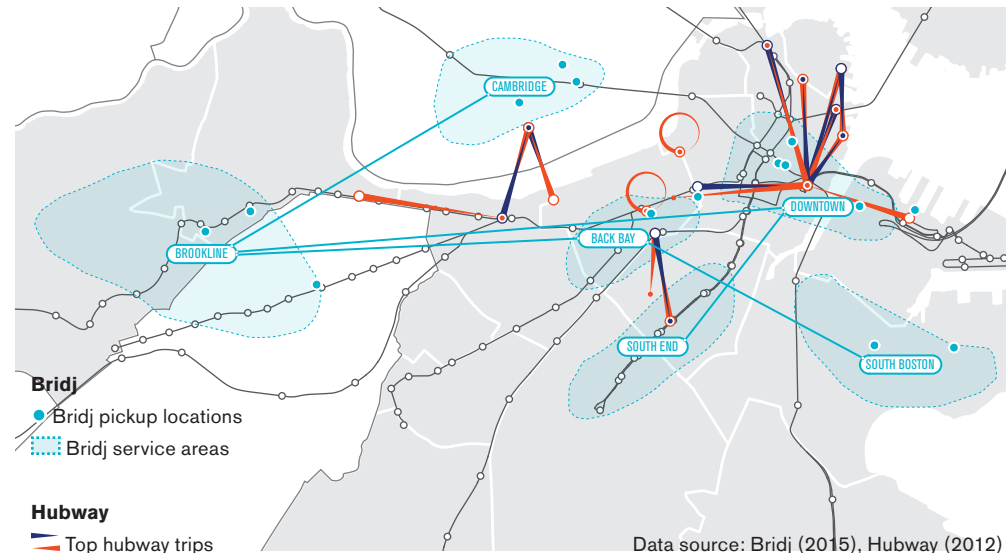 CAMBRIDGE
DOWNTOWN
BACK BAY
BROOKLINE
SOUTH END
SOUTH BOSTON
Bridj
Bridj pickup locations
Bridj service areas
Hubway
Top hubway trips
Data source: Bridj (2015), Hubway (2012)